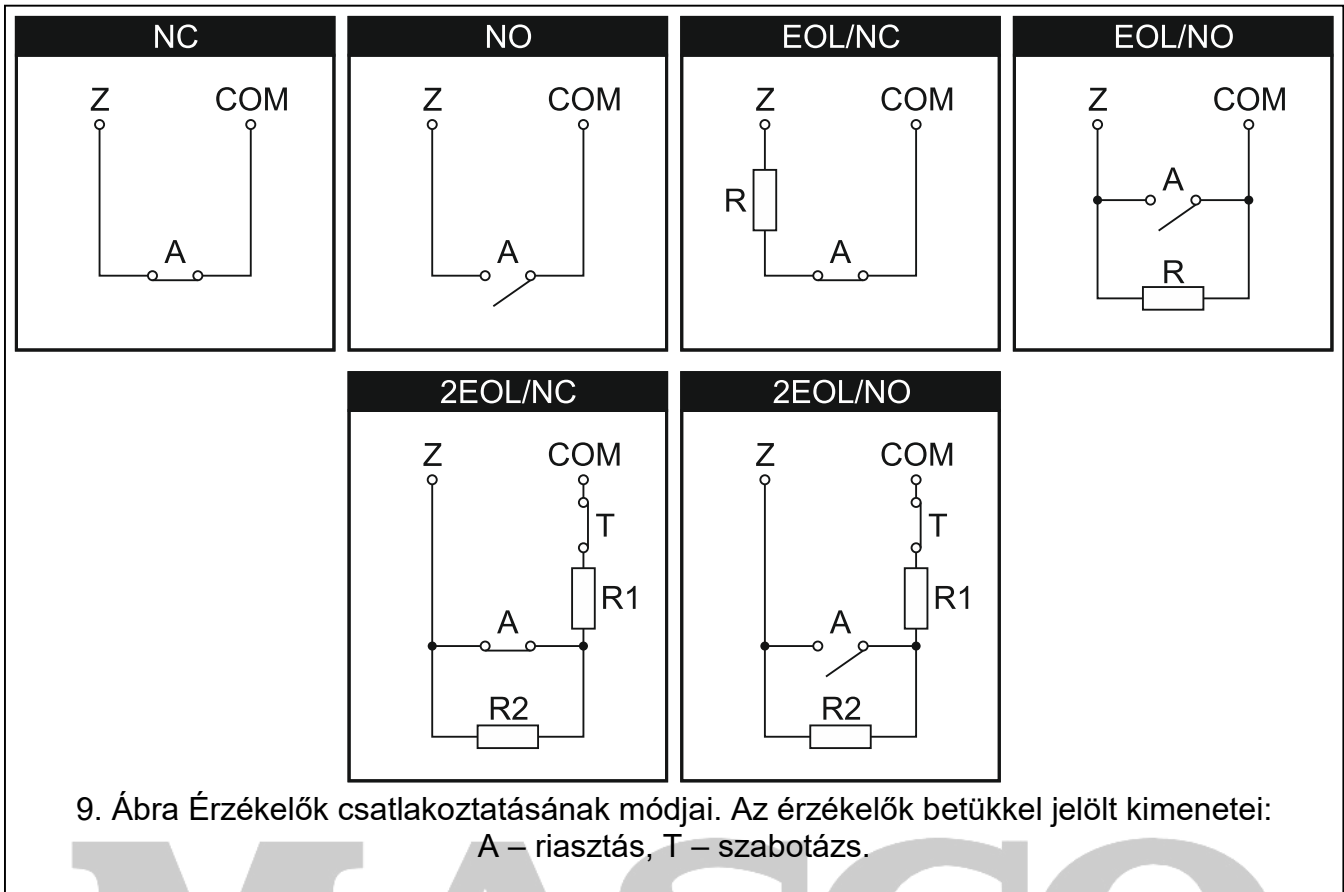 NC
NO
EOL/NC
EOL/NO
Z COM
A
Z COM
A
Z COM
R
A
Z COM
A
R
2EOL/NC
2EOL/NO
Z COM
T
R1
A
R2
Z COM
T
R1
A
R2
9. Ábra Érzékelők csatlakoztatásának módjai. Az érzékelők betükkel jelölt kimenetei:
A – riasztás, T – szabotázs.